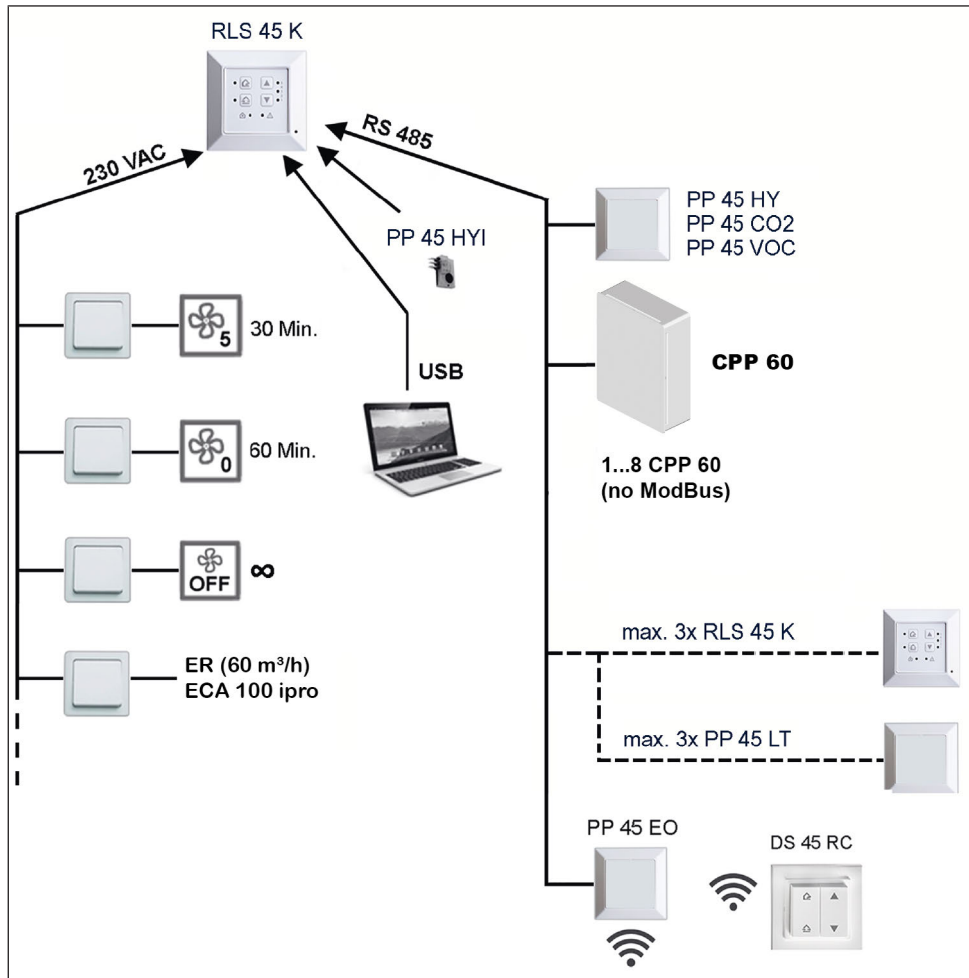 RLS 45 K
230 VAC
RS 485
PP 45 HYI
PP 45 HY
PP 45 CO2
PP 45 VOC
5
30 Min.
USB
CPP 60
0
60 Min.
1...8 CPP 60
(no ModBus)
OFF
∞
ER (60 m³/h)
ECA 100 ipro
max. 3x RLS 45 K
max. 3x PP 45 LT
PP 45 EO
DS 45 RC